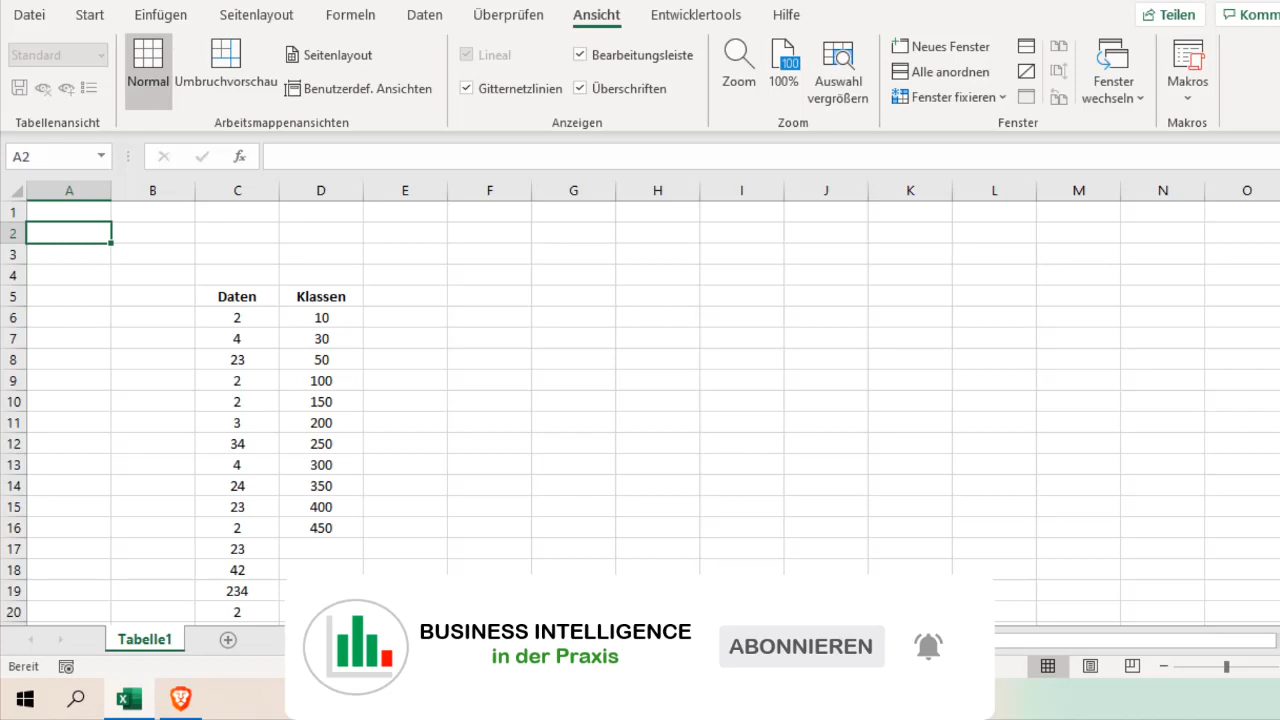 Datei Start Einfügen Seitenlayout Formeln Daten Überprüfen Ansicht Entwicklertools Hilfe Teilen Komm
Standard
Normal Umbruchvorschau Seitenlayout Benutzerdef. Ansichten
Lineal Bearbeitungsleiste
Gitternetzlinien Überschriften
Zoom 100% Auswahl vergrößern
Neues Fenster
Alle anordnen
Fenster fixieren
Fenster wechseln
Makros
Tabellenansicht Arbeitsmappenansichten Anzeigen Zoom Fenster Makros
A2 fx
A B C D E F G H I J K L M N O
1
2
3
4
5 Daten Klassen
6 2 10
7 4 30
8 23 50
9 2 100
10 2 150
11 3 200
12 34 250
13 4 300
14 24 350
15 23 400
16 2 450
17 23
18 42
19 234
20 2
Tabelle1
Bereit
BUSINESS INTELLIGENCE
in der Praxis
ABONNIEREN